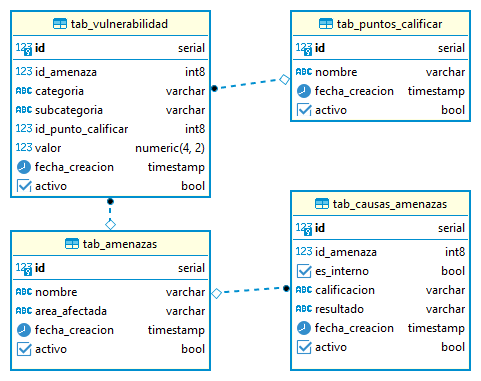 tab_vulnerabilidad
123 id serial
123 id_amenaza int8
ABC categoria varchar
ABC subcategoria varchar
123 id_punto_calificar int8
123 valor numeric(4, 2)
fecha_creacion timestamp
activo bool
tab_puntos_calificar
123 id serial
ABC nombre varchar
fecha_creacion timestamp
activo bool
tab_amenazas
123 id serial
ABC nombre varchar
ABC area_afectada varchar
fecha_creacion timestamp
activo bool
tab_causas_amenazas
123 id serial
123 id_amenaza int8
es_interno bool
ABC calificacion varchar
ABC resultado varchar
fecha_creacion timestamp
activo bool